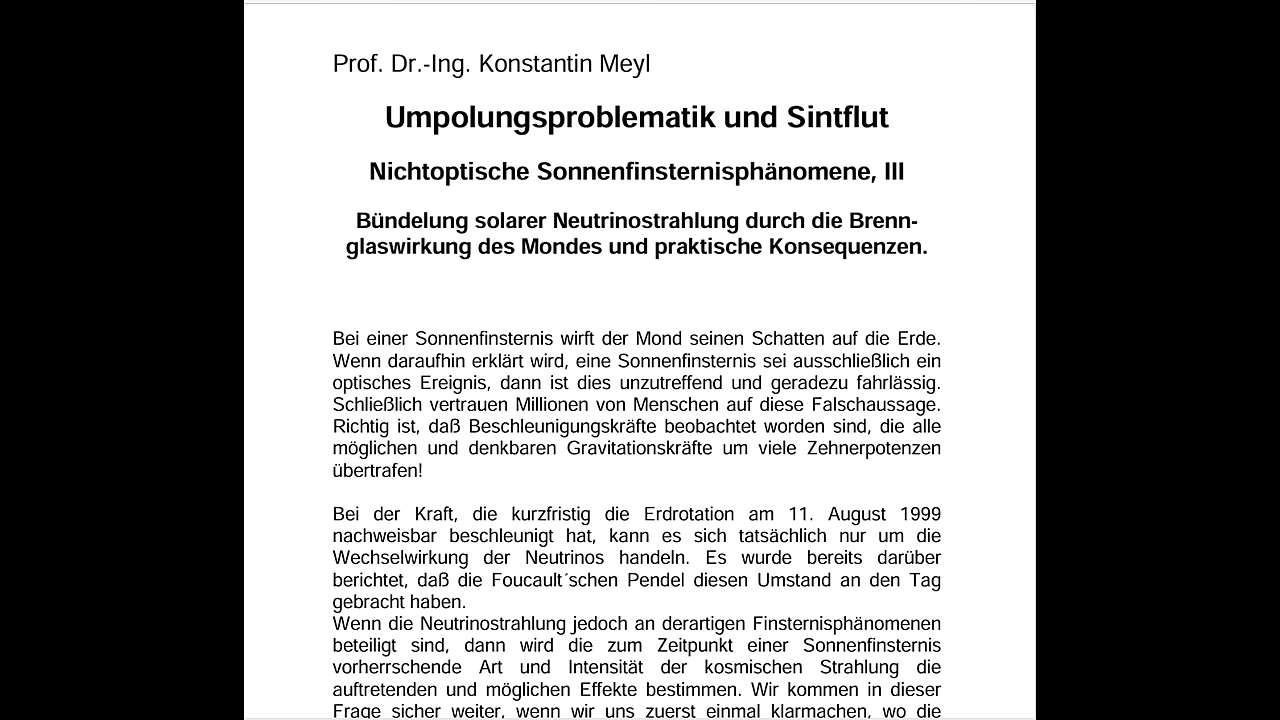 Prof. Dr.-Ing. Konstantin Meyl
Umpolungsproblematik und Sintflut
Nichtoptische Sonnenfinsternisphänomene, III
Bündelung solarer Neutrinostrahlung durch die Brenn-
glaswirkung des Mondes und praktische Konsequenzen.
Bei einer Sonnenfinsternis wirft der Mond seinen Schatten auf die Erde.
Wenn daraufhin erklärt wird, eine Sonnenfinsternis sei ausschließlich ein
optisches Ereignis, dann ist dies unzutreffend und geradezu fahrlässig.
Schließlich vertrauen Millionen von Menschen auf diese Falschaussage.
Richtig ist, daß Beschleunigungskräfte beobachtet worden sind, die alle
möglichen und denkbaren Gravitationskräfte um viele Zehnerpotenzen
übertrafen!
Bei der Kraft, die kurzfristig die Erdrotation am 11. August 1999
nachweisbar beschleunigt hat, kann es sich tatsächlich nur um die
Wechselwirkung der Neutrinos handeln. Es wurde bereits darüber
berichtet, daß die Foucault´schen Pendel diesen Umstand an den Tag
gebracht haben.
Wenn die Neutrinostrahlung jedoch an derartigen Finsternisphänomenen
beteiligt sind, dann wird die zum Zeitpunkt einer Sonnenfinsternis
vorherrschende Art und Intensität der kosmischen Strahlung die
auftretenden und möglichen Effekte bestimmen. Wir kommen in dieser
Frage sicher weiter, wenn wir uns zuerst einmal klarmachen, wo die